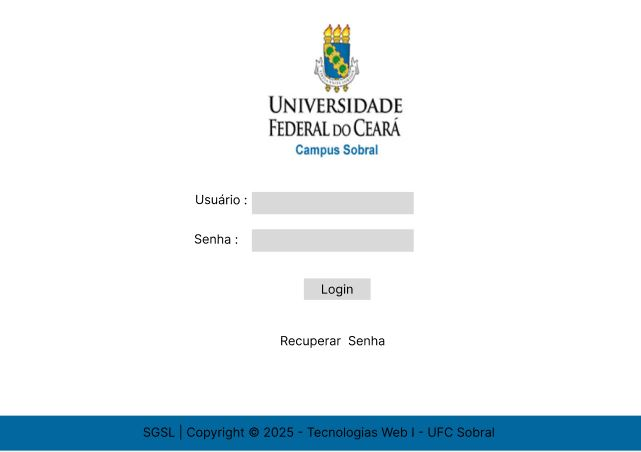 UNIVERSIDADE
FEDERAL DO CEARÁ
Campus Sobral
Usuário :
Senha :
Login
Recuperar Senha
SGSL | Copyright © 2025 - Tecnologias Web I - UFC Sobral